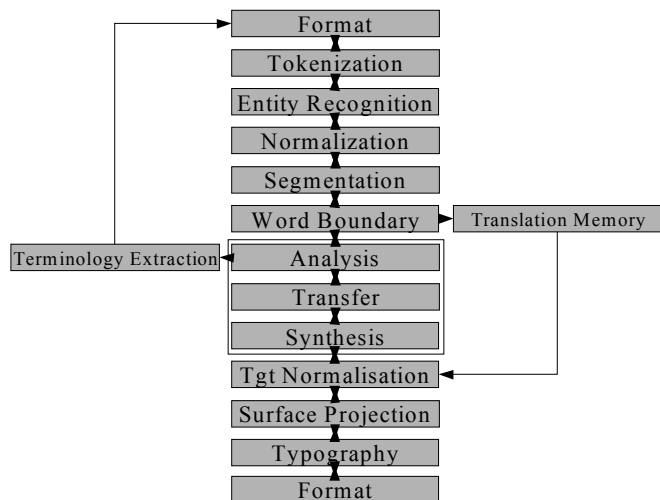 Format
Tokenization
Entity Recognition
Normalization
Segmentation
Word Boundary
Translation Memory
Terminology Extraction
Analysis
Transfer
Synthesis
Tgt Normalisation
Surface Projection
Typography
Format